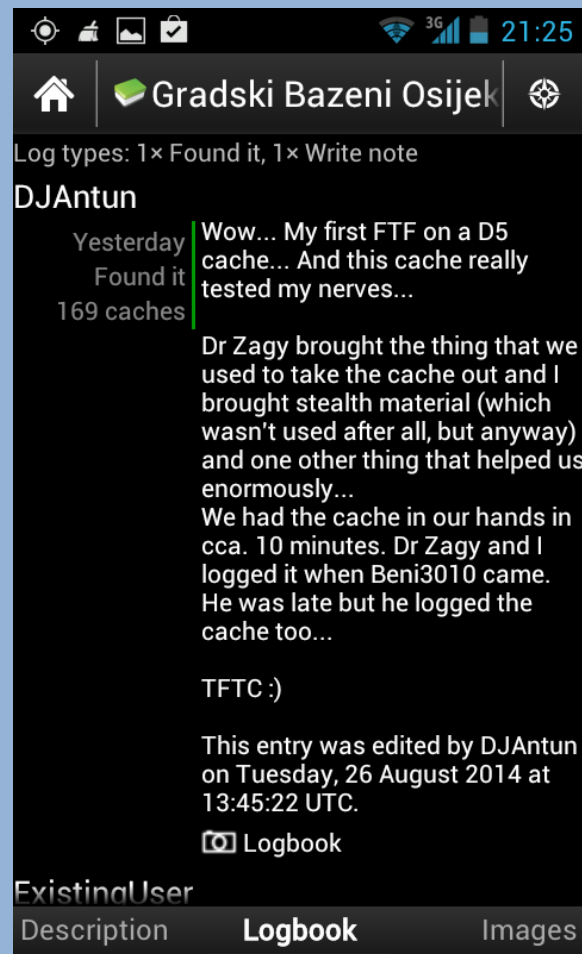 3G 21:25
Gradski Bazeni Osijek
Log types: 1× Found it, 1× Write note
DJAntun
Yesterday
Found it
169 caches
Wow... My first FTF on a D5
cache... And this cache really
tested my nerves...
Dr Zagy brought the thing that we
used to take the cache out and I
brought stealth material (which
wasn't used after all, but anyway)
and one other thing that helped us
enormously...
We had the cache in our hands in
cca. 10 minutes. Dr Zagy and I
logged it when Beni3010 came.
He was late but he logged the
cache too...
TFTC :)
This entry was edited by DJAntun
on Tuesday, 26 August 2014 at
13:45:22 UTC.
Logbook
ExistingUser
Description Logbook Images